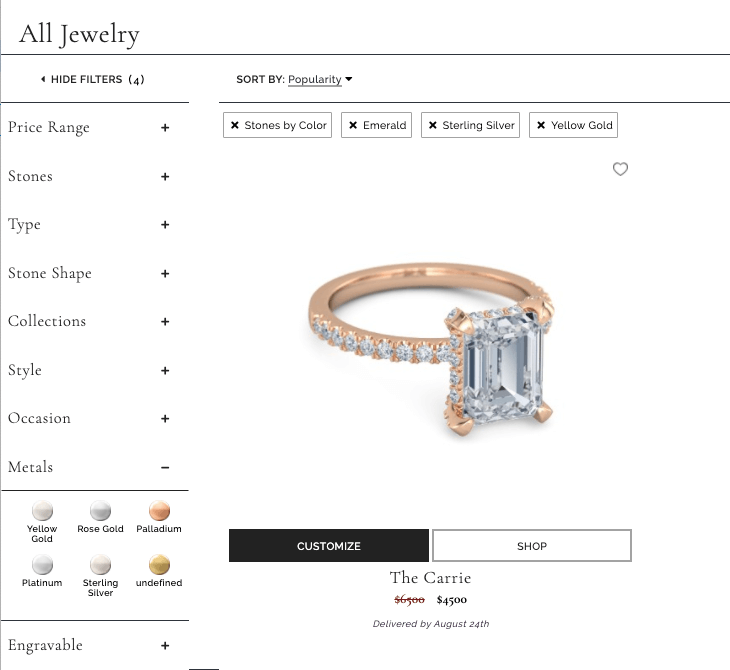 All Jewelry
HIDE FILTERS (4)
SORT BY: Popularity
Stones by Color
Emerald
Sterling Silver
Yellow Gold
Price Range
Stones
Type
Stone Shape
Collections
Style
Occasion
Metals
Yellow
Gold
Rose Gold
Palladium
Platinum
Sterling
Silver
undefined
Engravable
CUSTOMIZE
SHOP
The Carrie
$6500 $4500
Delivered by August 24th